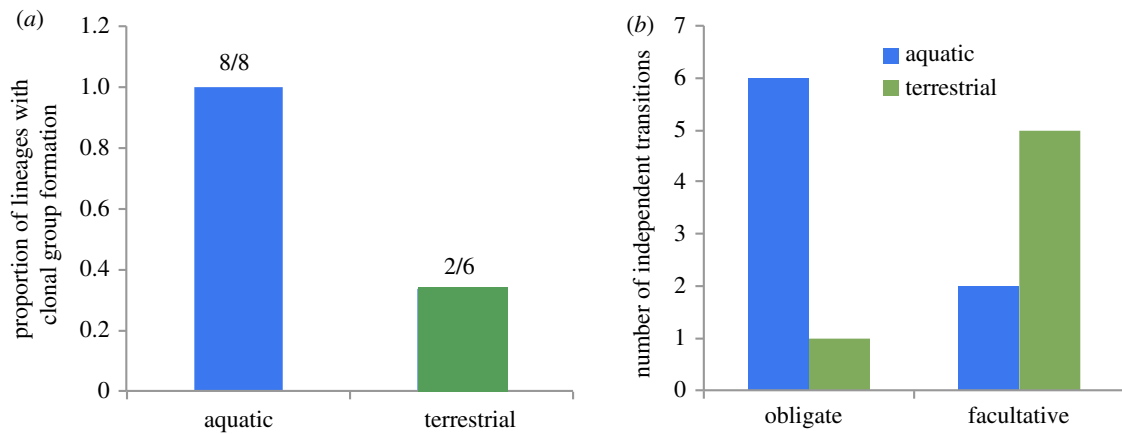 (a)
proportion of lineages with
clonal group formation
1.2
1.0
0.8
0.6
0.4
0.2
0
8/8
2/6
aquatic
terrestrial
(b)
number of independent transitions
7
6
5
4
3
2
1
0
aquatic
terrestrial
obligate
facultative